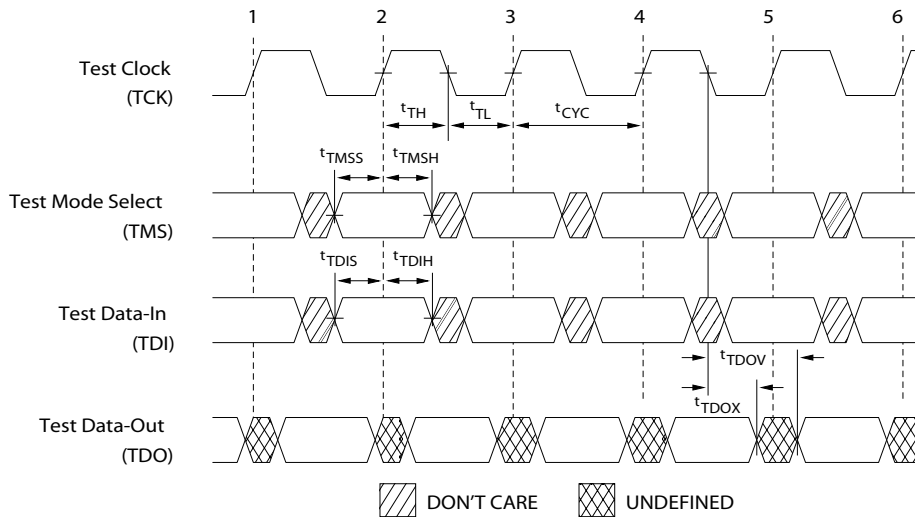 1 2 3 4 5 6
Test Clock
(TCK)
tTH tTL tCYC
tTMSS tTMSH
Test Mode Select
(TMS)
tTDIS tTDIH
Test Data-In
(TDI)
tTDOV
tTDOX
Test Data-Out
(TDO)
DON'T CARE UNDEFINED